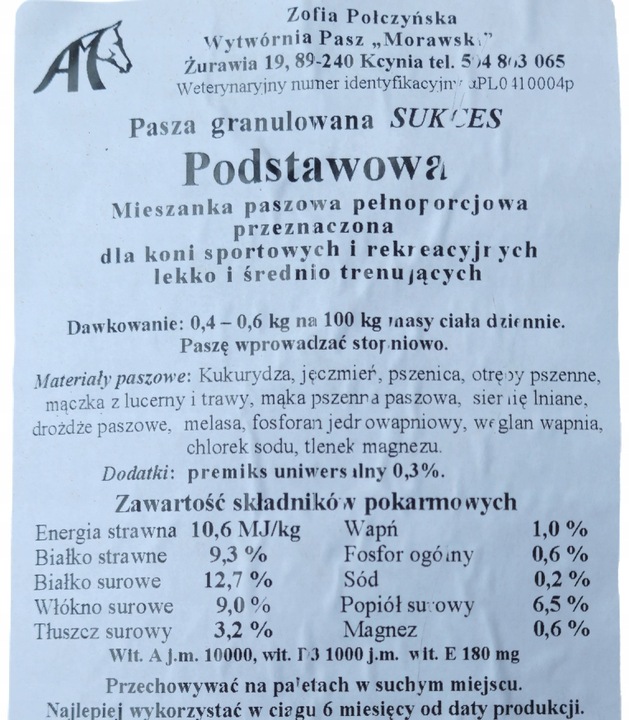 AM
Zofia Połczyńska
Wytwórnia Pasz „Morawski”
Żurawia 19, 89-240 Kcynia tel. 504 863 065
Weterynaryjny numer identyfikacyjny αPL0410004p
Pasza granulowana SUKCES
Podstawowa
Mieszanka paszowa pełnoporcjowa
przeznaczona
dla koni sportowych i rekreacyjnych
lekko i średnio trenujących
Dawkowanie: 0,4 – 0,6 kg na 100 kg masy ciała dziennie.
Paszę wprowadzać stopniowo.
Materiały paszowe: Kukurydza, jęczmień, pszenica, otręby pszenne,
mączka z lucerny i trawy, mąka pszenna paszowa, siemię lniane,
drożdże paszowe, melasa, fosforan jednowapniowy, węglan wapnia,
chlorek sodu, tlenek magnezu.
Dodatki: premiks uniwersalny 0,3%.
Zawartość składników pokarmowych
Energia strawna 10,6 MJ/kg Wapń 1,0 %
Białko strawne 9,3 % Fosfor ogólny 0,6 %
Białko surowe 12,7 % Sód 0,2 %
Włókno surowe 9,0 % Popiół surowy 6,5 %
Tłuszcz surowy 3,2 % Magnez 0,6 %
Wit. A j.m. 10000, wit. D3 1000 j.m. wit. E 180 mg
Przechowywać na paletach w suchym miejscu.
Najlepiej wykorzystać w ciągu 6 miesięcy od daty produkcji.